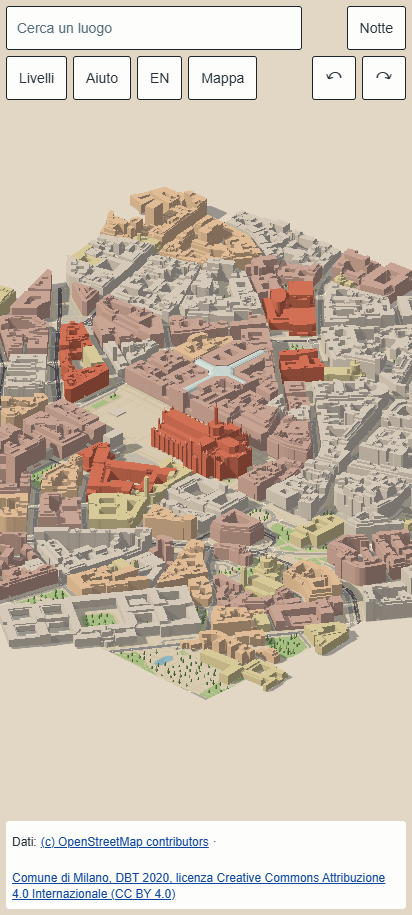 Cerca un luogo
Notte
Livelli
Aiuto
EN
Mappa
Dati: (c) OpenStreetMap contributors ·
Comune di Milano, DBT 2020, licenza Creative Commons Attribuzione
4.0 Internazionale (CC BY 4.0)